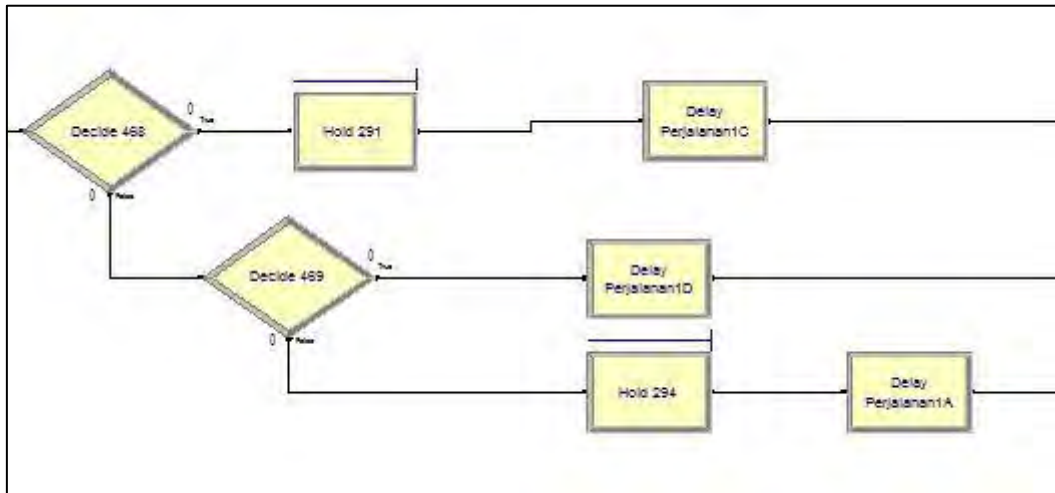 Decide 468
0
True
0
False
Hold 291
Delay
Perjalanan1C
Decide 469
0
True
0
False
Delay
Perjalanan1D
Hold 294
Delay
Perjalanan1A